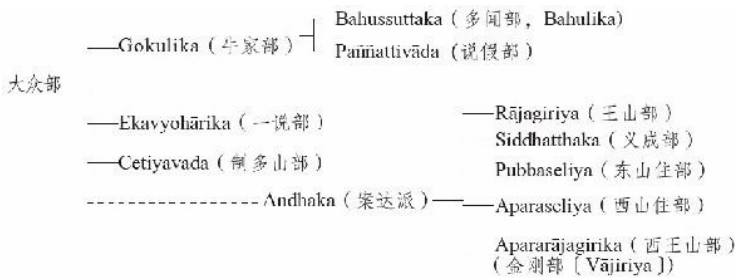 Bahussuttaka（多闻部，Bahulika）
Gokulika（牛家部）
Paññattivāda（说假部）
大众部
Ekavyohārika（一说部）
Rājagiriya（王山部）
Siddhatthaka（义成部）
Cetiyavada（制多山部）
Pubbaseliya（东山住部）
Andhaka（案达派）
Aparaseliya（西山住部）
Apararājagirika（西王山部）
（金刚部［Vājiriya］）